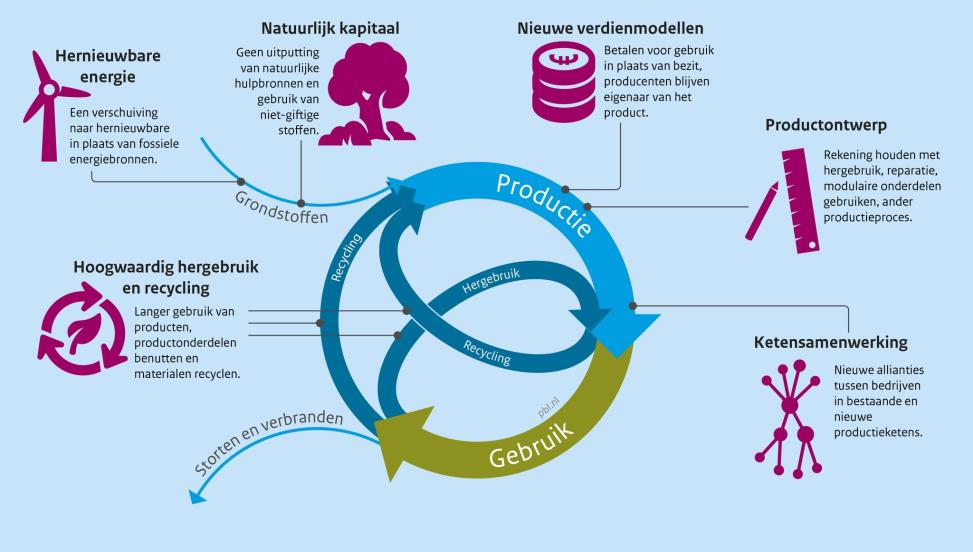 Hernieuwbare
energie
Een verschuiving
naar hernieuwbare
in plaats van fossiele
energiebronnen.
Natuurlijk kapitaal
Geen uitputting
van natuurlijke
hulpbronnen en
gebruik van
niet-giftige
stoffen.
Nieuwe verdienmodellen
Betalen voor gebruik
in plaats van bezit,
producenten blijven
eigenaar van het
product.
Productontwerp
Rekening houden met
hergebruik, reparatie,
modulaire onderdelen
gebruiken, ander
productieproces.
Grondstoffen
Productie
Recycling
Hergebruik
Recycling
Hoogwaardig hergebruik
en recycling
Langer gebruik van
producten,
productonderdelen
benutten en
materialen recyclen.
Ketensamenwerking
Nieuwe allianties
tussen bedrijven
in bestaande en
nieuwe
productieketens.
pbl.nl
Gebruik
Storten en verbranden